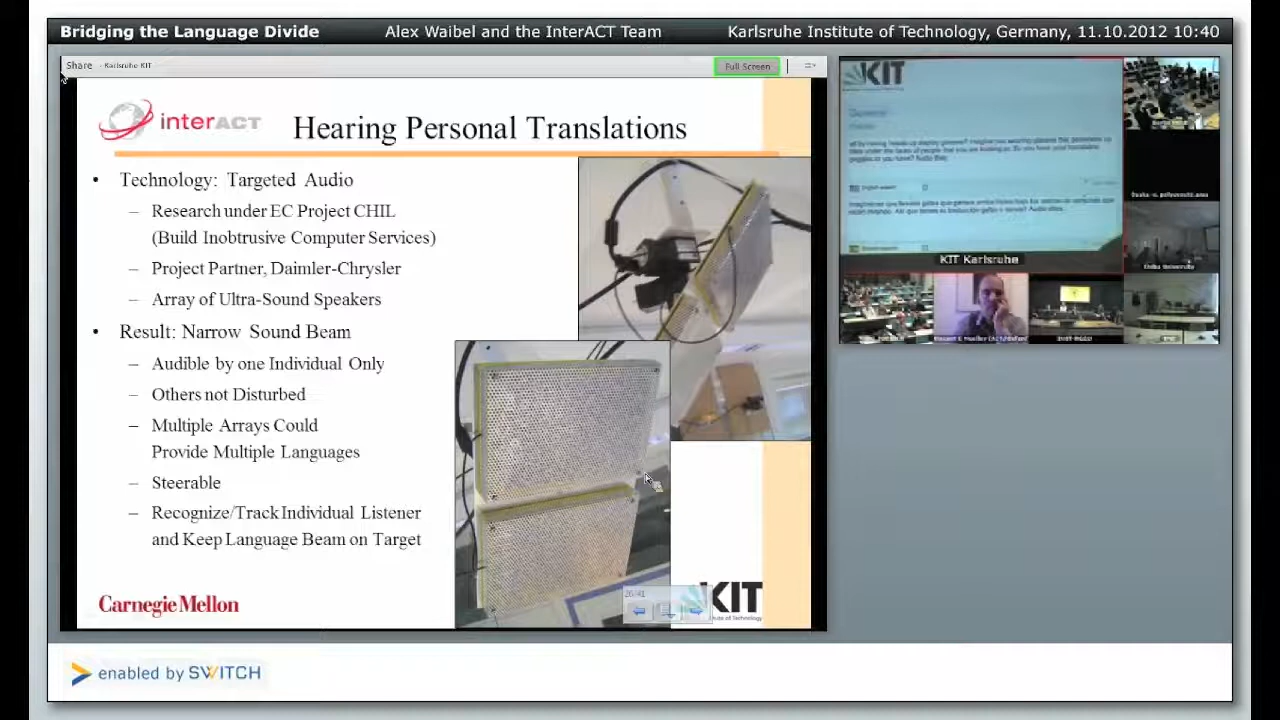 Bridging the Language Divide
Alex Waibel and the InterACT Team
Karlsruhe Institute of Technology, Germany, 11.10.2012 10:40
Share - Karlsruhe KIT
Full Screen
interACT
Hearing Personal Translations
• Technology: Targeted Audio
– Research under EC Project CHIL
(Build Inobtrusive Computer Services)
– Project Partner, Daimler-Chrysler
– Array of Ultra-Sound Speakers
• Result: Narrow Sound Beam
– Audible by one Individual Only
– Others not Disturbed
– Multiple Arrays Could
Provide Multiple Languages
– Steerable
– Recognize/Track Individual Listener
and Keep Language Beam on Target
Carnegie Mellon
26/41
KIT
KIT
KIT Karlsruhe
enabled by SWITCH